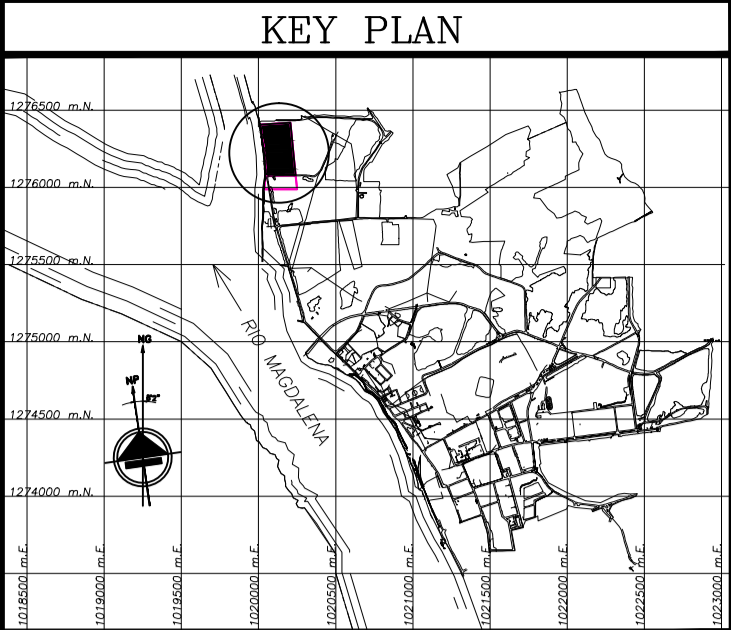 KEY PLAN
1276500 m.N.
1276000 m.N.
1275500 m.N.
1275000 m.N.
1274500 m.N.
1274000 m.N.
RIO MAGDALENA
NG
NP
1018500 m.E.
1019000 m.E.
1019500 m.E.
1020000 m.E.
1020500 m.E.
1021000 m.E.
1021500 m.E.
1022000 m.E.
1022500 m.E.
1023000 m.E.